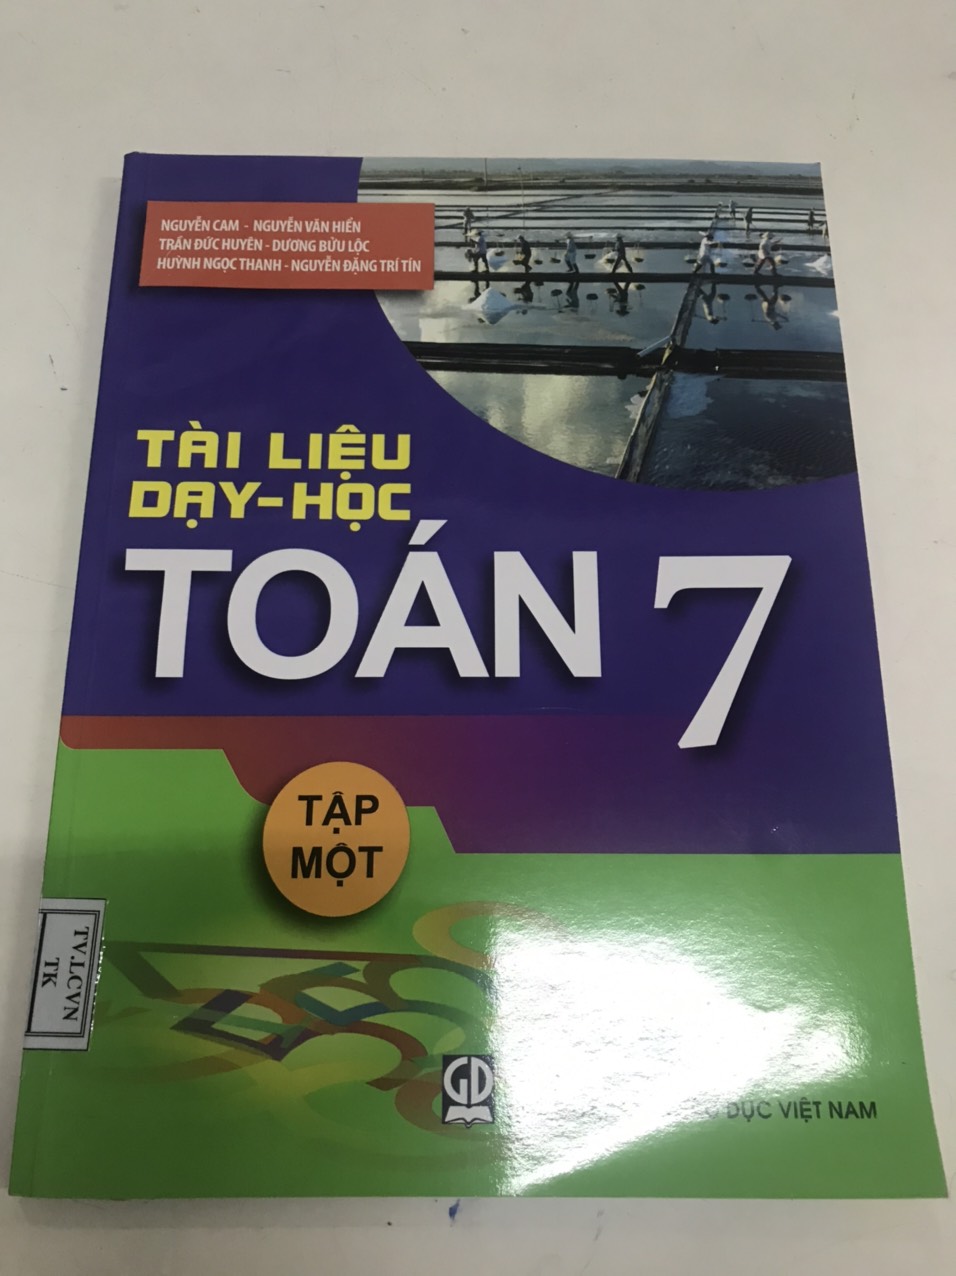 NGUYỄN CAM - NGUYỄN VĂN HIỂN
TRẦN ĐỨC HUYÊN - DƯƠNG BỬU LỘC
HUỲNH NGỌC THANH - NGUYỄN ĐẶNG TRÍ TÍN
TÀI LIỆU
DẠY-HỌC
TOÁN 7
TẬP
MỘT
TV.LCVN
TK
GD
DỤC VIỆT NAM